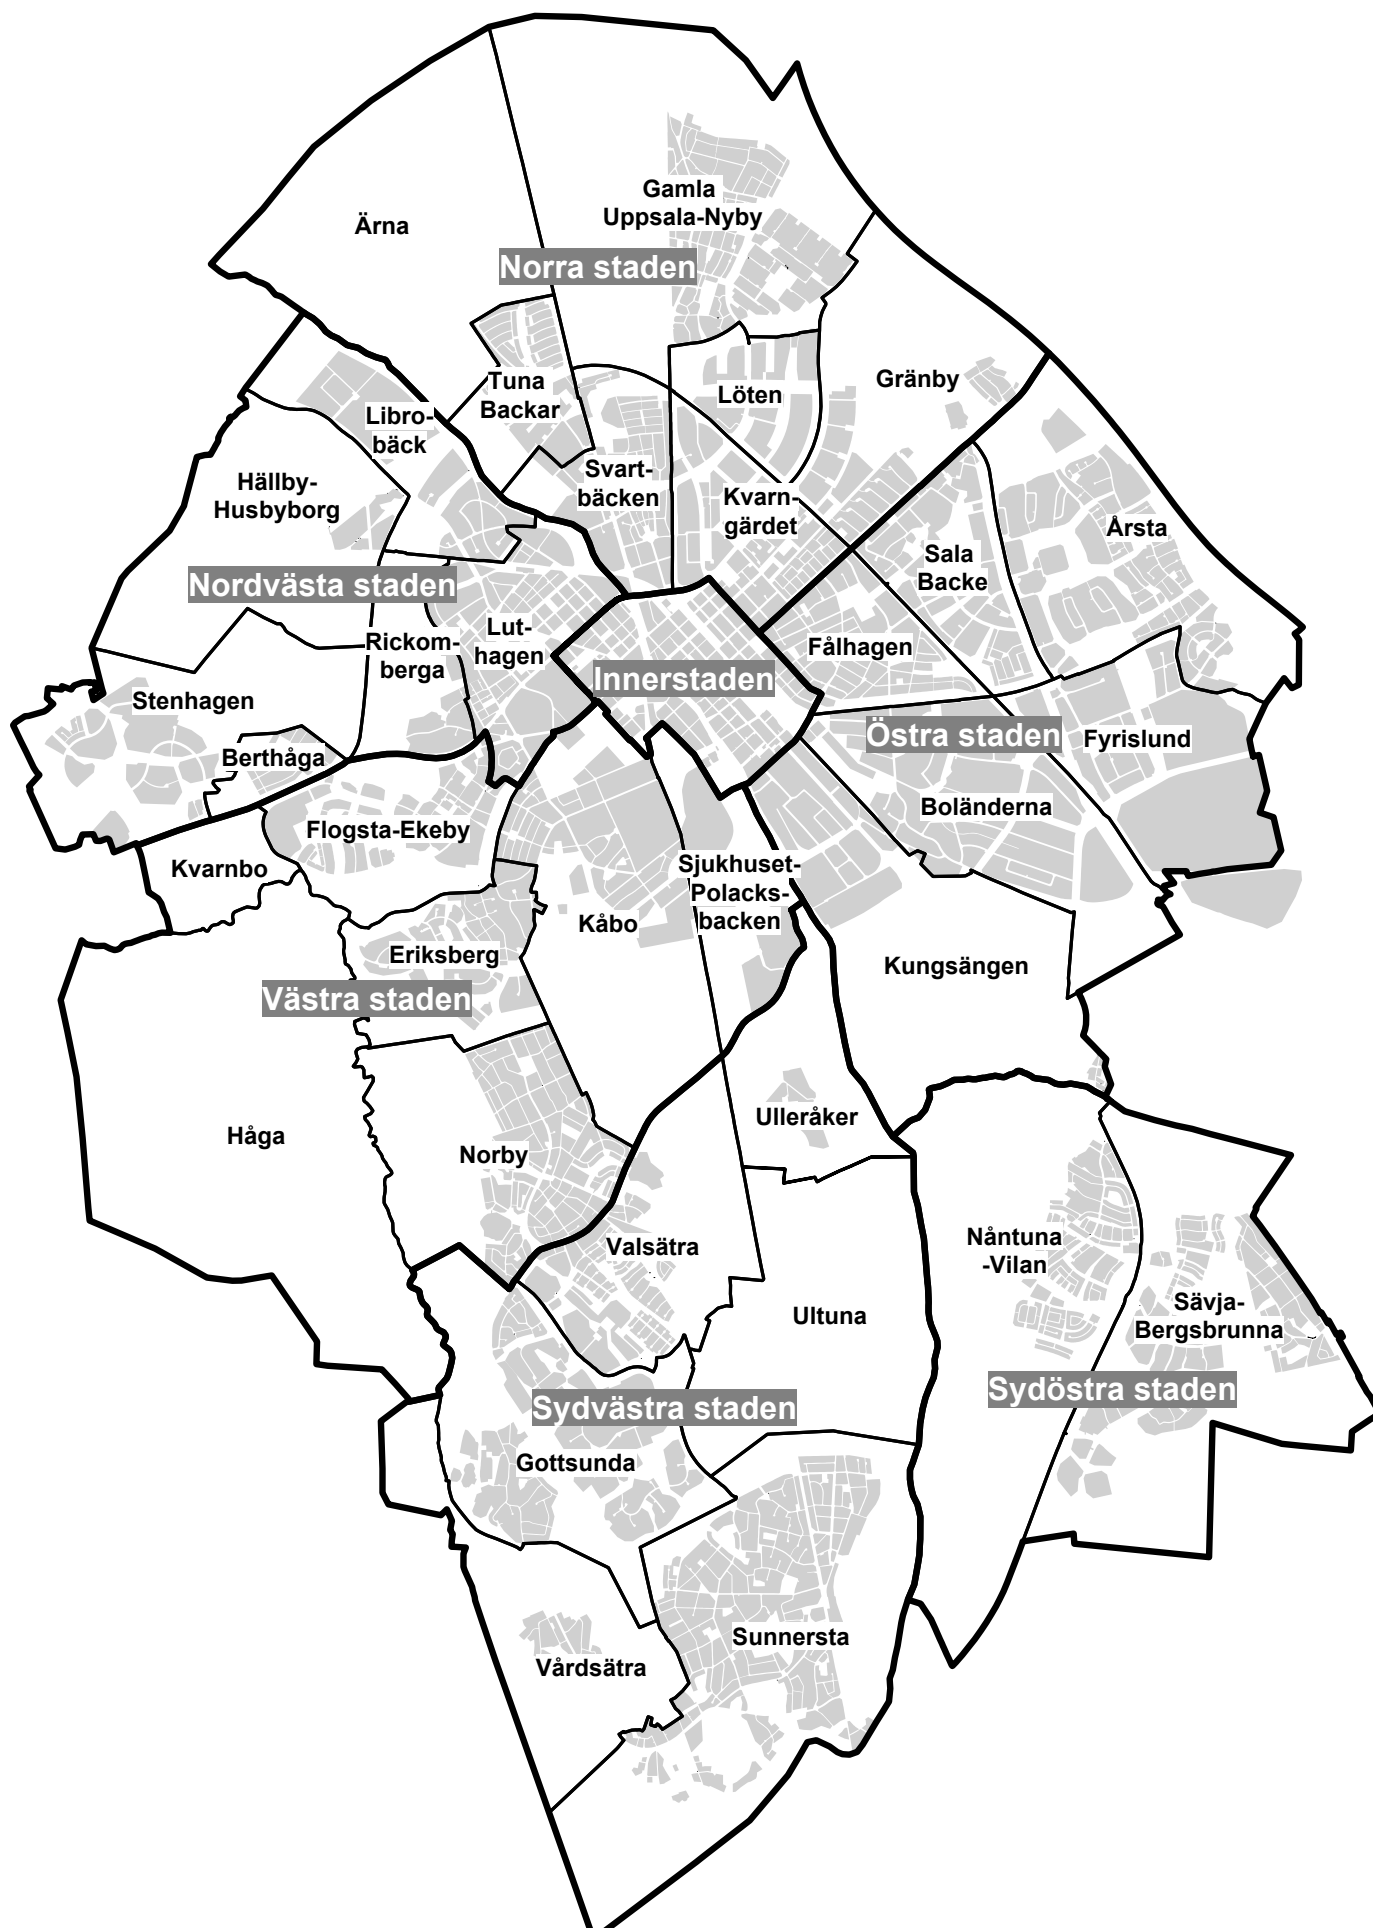 Gamla
Uppsala-Nyby
Ärna
Norra staden
Tuna
Backar
Löten
Gränby
Libro-
bäck
Svart-
bäcken
Hällby-
Husbyborg
Kvarn-
gärdet
Årsta
Sala
Backe
Nordvästa staden
Rickom-
berga
Lut-
hagen
Fålhagen
Innerstaden
Stenhagen
Östra staden
Fyrislund
Berthåga
Boländerna
Flogsta-Ekeby
Kvarnbo
Sjukhuset-
Polacks-
backen
Kåbo
Eriksberg
Kungsängen
Västra staden
Ulleråker
Håga
Norby
Valsätra
Nåntuna
-Vilan
Ultuna
Sävja-
Bergsbrunna
Sydöstra staden
Sydvästra staden
Gottsunda
Sunnersta
Vårdsätra